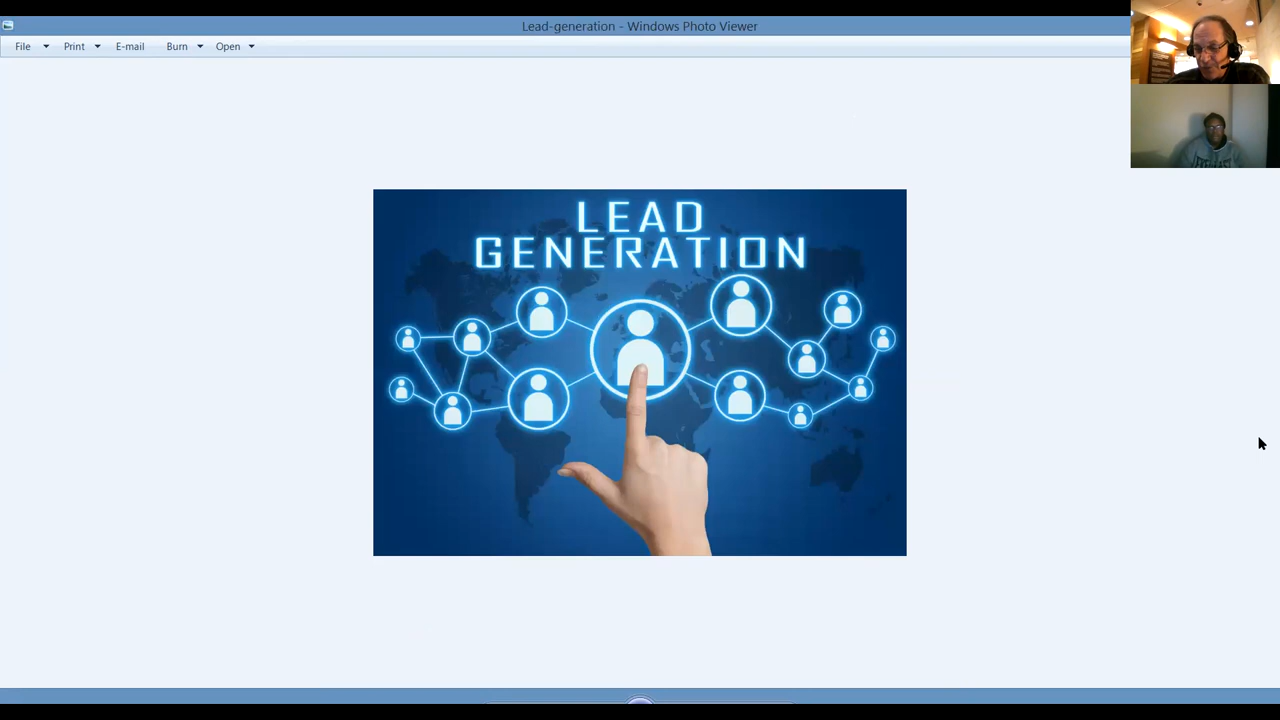 Lead-generation - Windows Photo Viewer
File Print E-mail Burn Open
LEAD
GENERATION